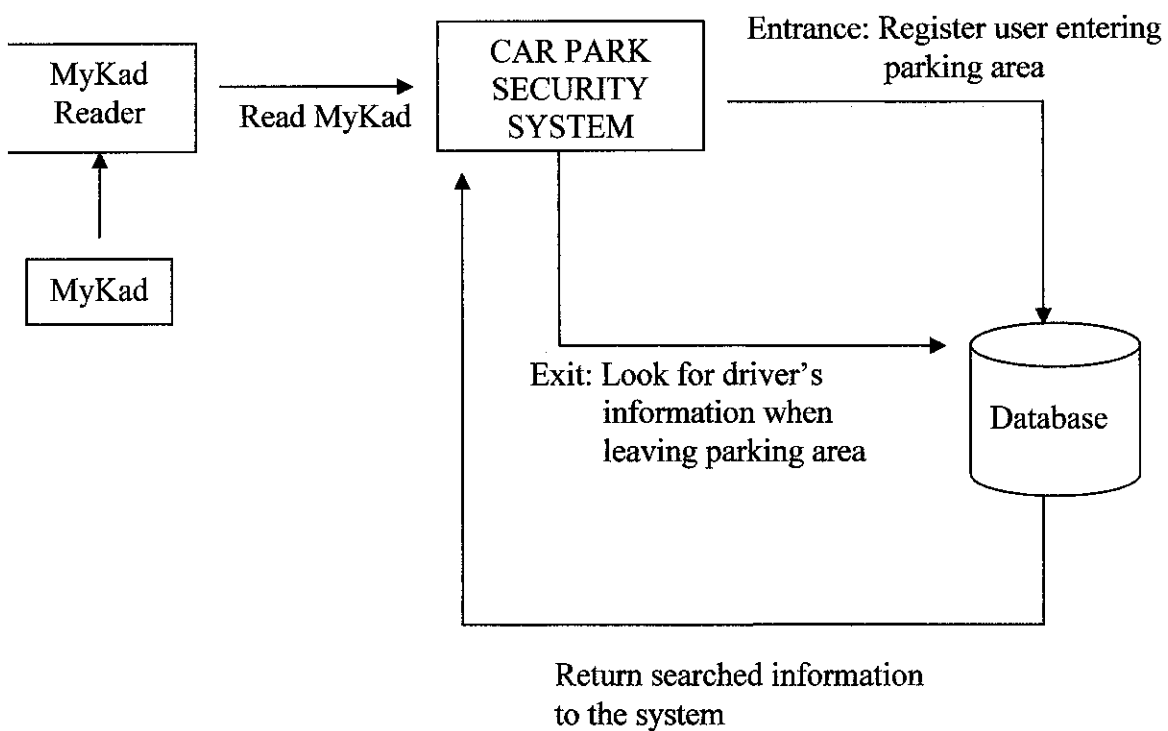 MyKad
Reader
Read MyKad
CAR PARK
SECURITY
SYSTEM
Entrance: Register user entering
parking area
MyKad
Exit: Look for driver's
information when
leaving parking area
Database
Return searched information
to the system